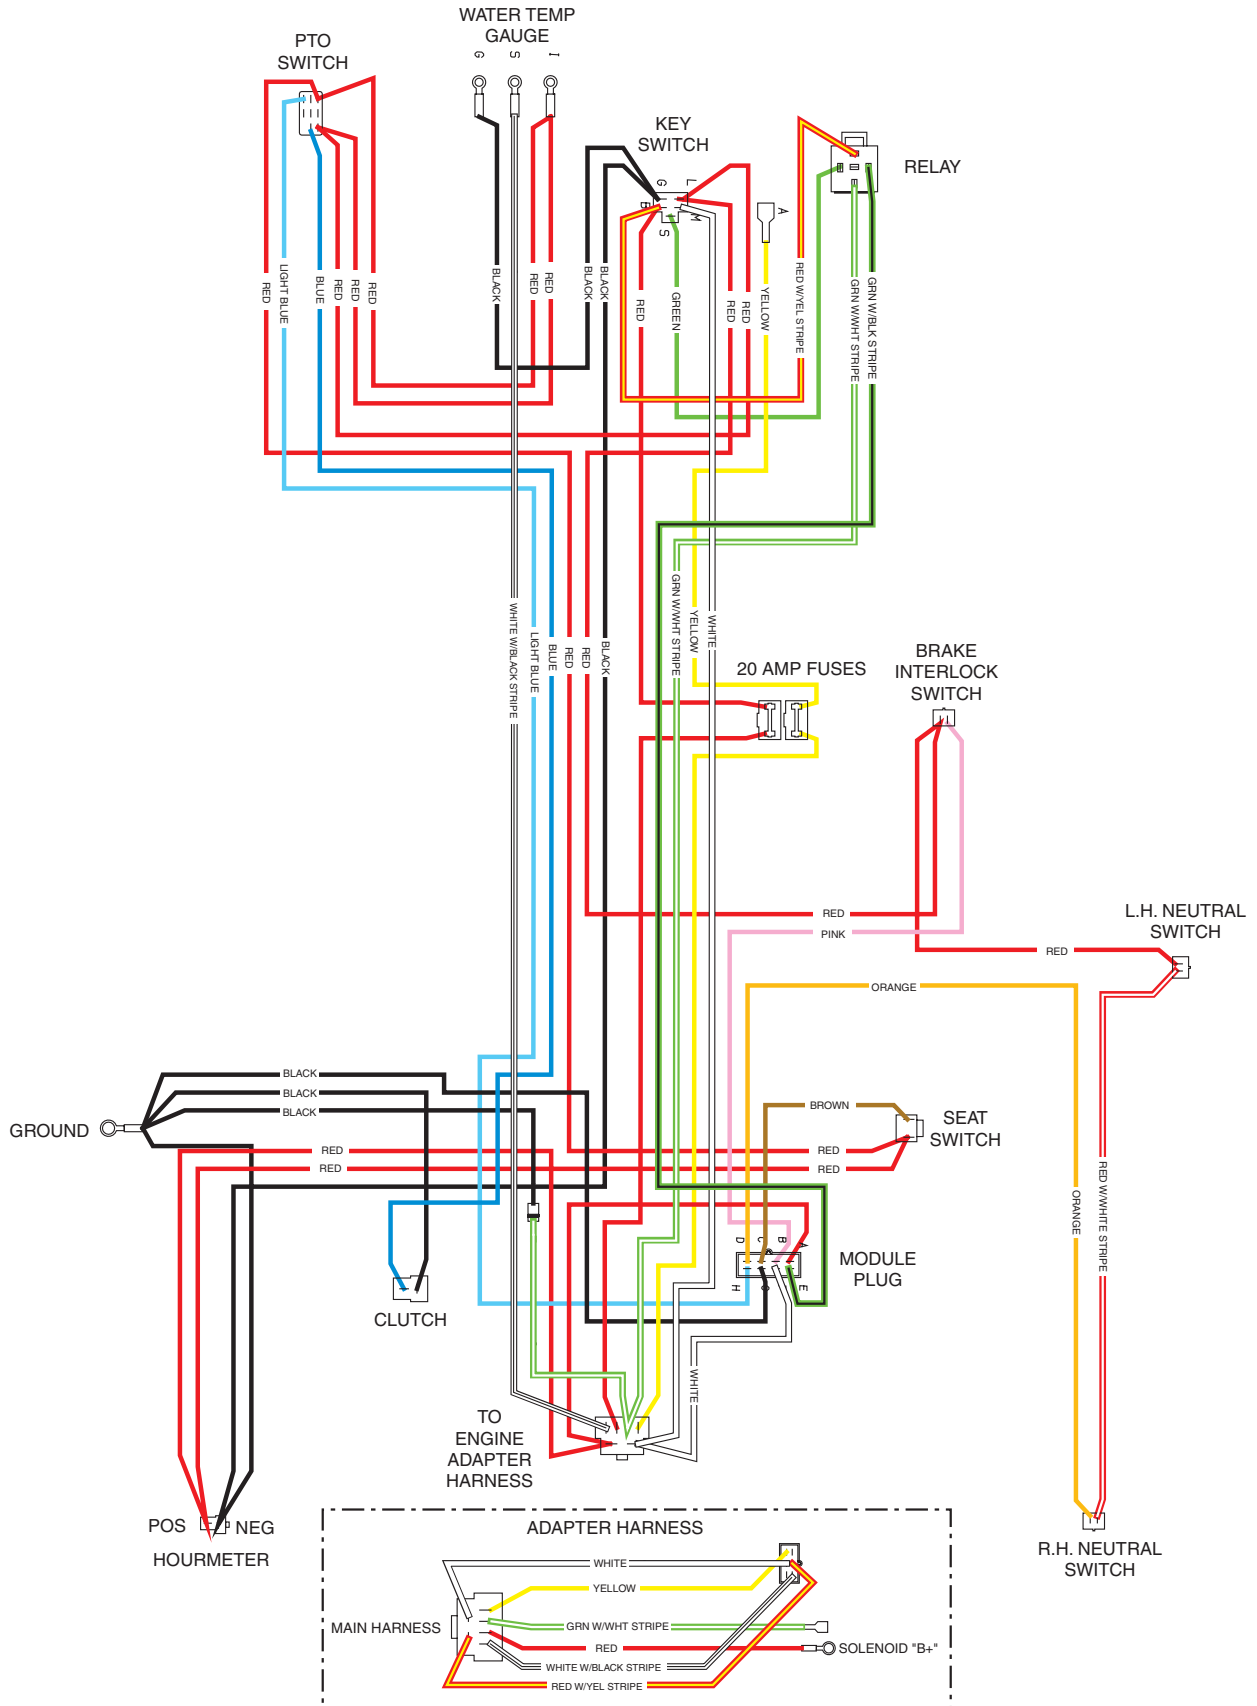 WATER TEMP
GAUGE
PTO
SWITCH
G
S
I
KEY
SWITCH
RELAY
G
L
B
M
S
A
RED
LIGHT BLUE
BLUE
RED
RED
RED
BLACK
RED
RED
BLACK
BLACK
RED
GREEN
RED
RED
YELLOW
RED W/YEL STRIPE
GRN W/WHT STRIPE
GRN W/BLK STRIPE
WHITE W/BLACK STRIPE
LIGHT BLUE
BLUE
RED
RED
BLACK
GRN W/WHT STRIPE
YELLOW
WHITE
20 AMP FUSES
BRAKE
INTERLOCK
SWITCH
RED
PINK
L.H. NEUTRAL
SWITCH
RED
ORANGE
BLACK
BLACK
BLACK
GROUND
BROWN
SEAT
SWITCH
RED
RED
RED
RED
ORANGE
RED W/WHITE STRIPE
D
C
B
A
MODULE
PLUG
H
G
E
CLUTCH
WHITE
TO
ENGINE
ADAPTER
HARNESS
POS
NEG
HOURMETER
R.H. NEUTRAL
SWITCH
ADAPTER HARNESS
WHITE
YELLOW
MAIN HARNESS
GRN W/WHT STRIPE
RED
SOLENOID "B+"
WHITE W/BLACK STRIPE
RED W/YEL STRIPE